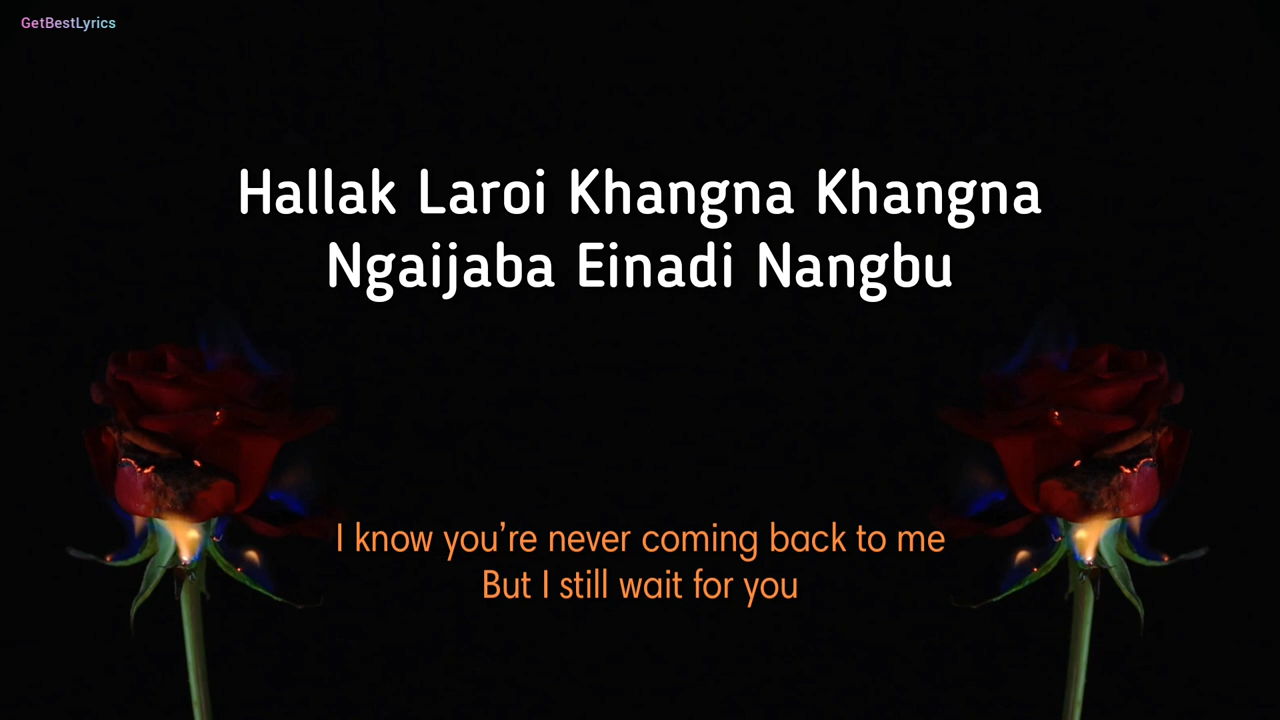 GetBestLyrics
Hallak Laroi Khangna Khangna
Ngaijaba Einadi Nangbu
I know you’re never coming back to me
But I still wait for you